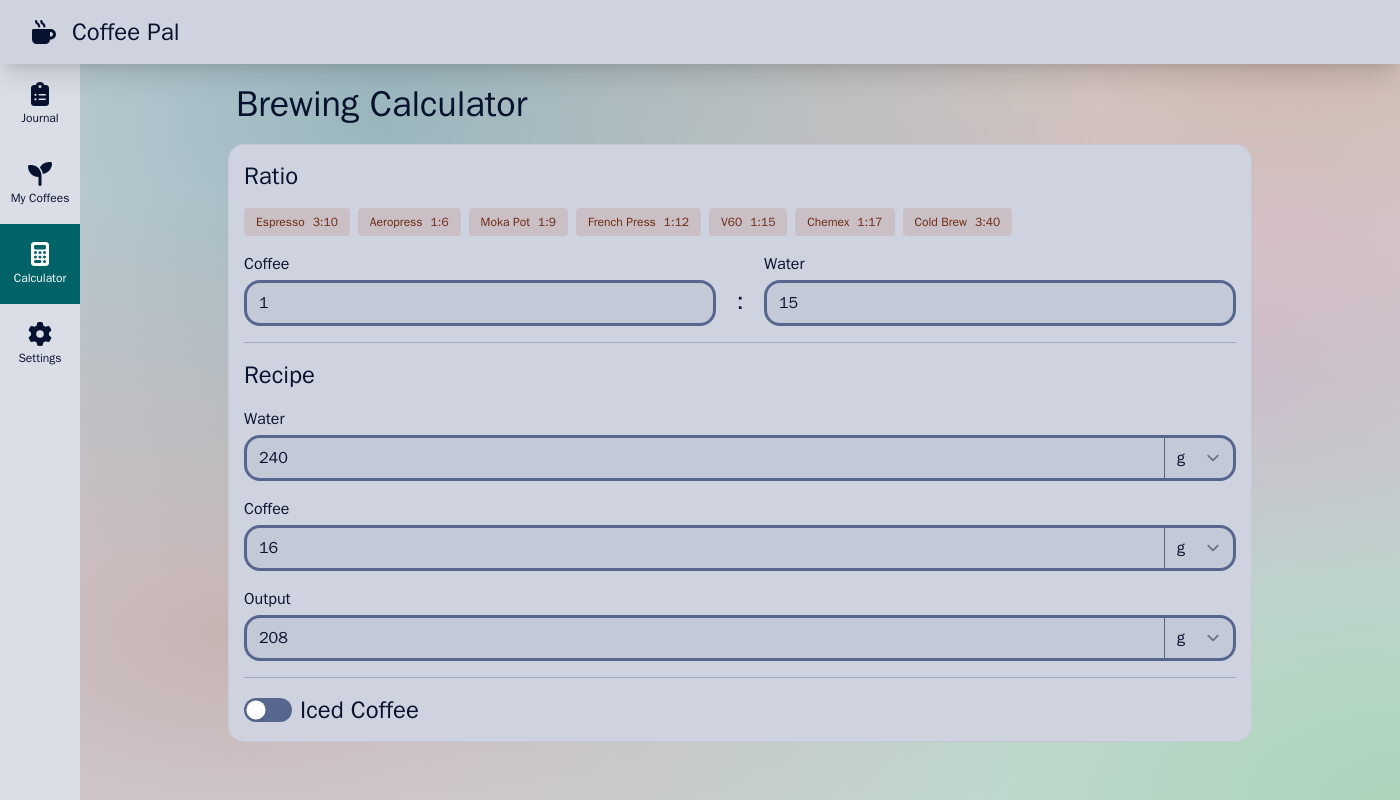 Coffee Pal
Journal
My Coffees
Calculator
Settings
Brewing Calculator
Ratio
Espresso 3:10 Aeropress 1:6 Moka Pot 1:9 French Press 1:12 V60 1:15 Chemex 1:17 Cold Brew 3:40
Coffee Water
1 : 15
Recipe
Water
240 g
Coffee
16 g
Output
208 g
Iced Coffee